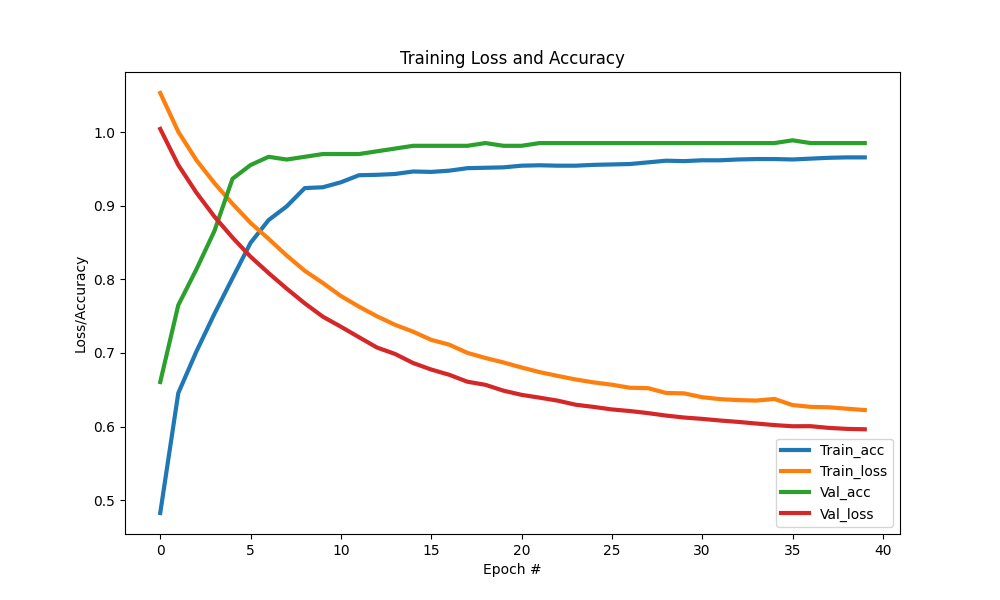 Training Loss and Accuracy
Loss/Accuracy
1.0
0.9
0.8
0.7
0.6
0.5
Train_acc
Train_loss
Val_acc
Val_loss
0 5 10 15 20 25 30 35 40
Epoch #